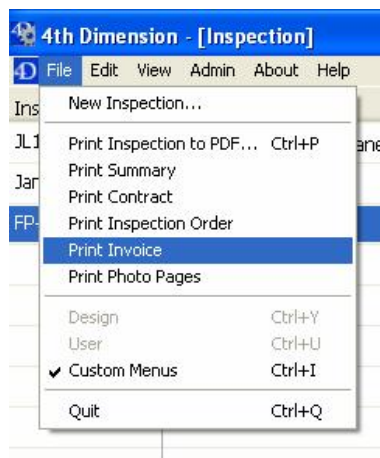 4th Dimension - [Inspection]
File Edit View Admin About Help
Ins
New Inspection...
JL1
Print Inspection to PDF... Ctrl+P
ane
Print Summary
Jar
Print Contract
FP-
Print Inspection Order
Print Invoice
Print Photo Pages
Design Ctrl+Y
User Ctrl+U
Custom Menus Ctrl+I
Quit Ctrl+Q